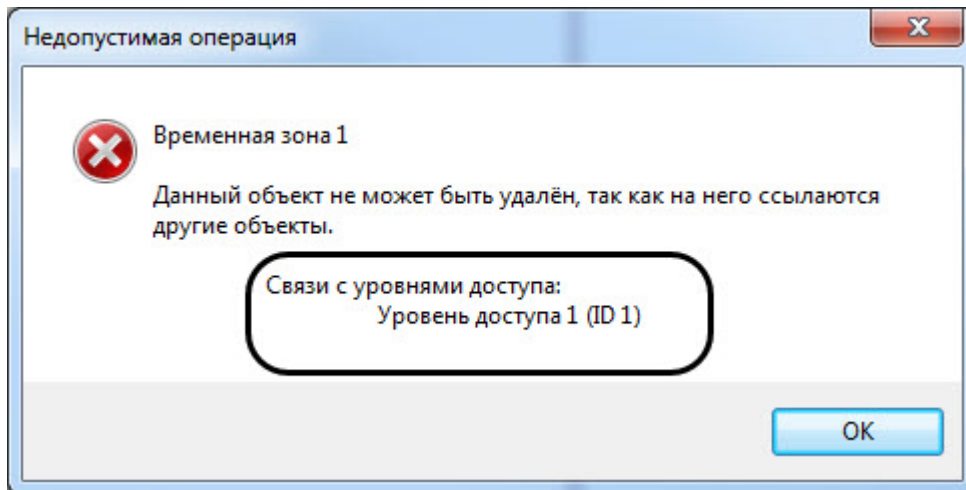 Недопустимая операция
Временная зона 1
Данный объект не может быть удалён, так как на него ссылаются
другие объекты.
Связи с уровнями доступа:
Уровень доступа 1 (ID 1)
OK